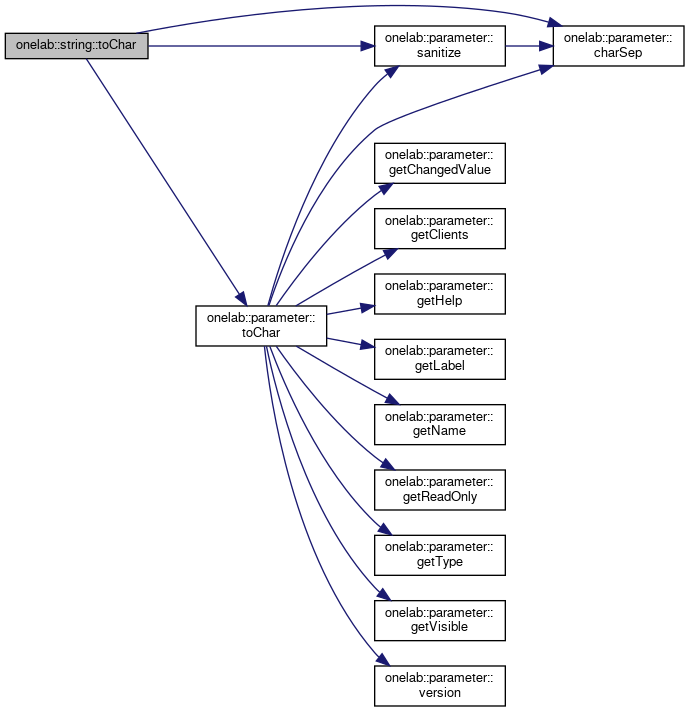 onelab::string::toChar
onelab::parameter::
sanitize
onelab::parameter::
charSep
onelab::parameter::
getChangedValue
onelab::parameter::
getClients
onelab::parameter::
getHelp
onelab::parameter::
toChar
onelab::parameter::
getLabel
onelab::parameter::
getName
onelab::parameter::
getReadOnly
onelab::parameter::
getType
onelab::parameter::
getVisible
onelab::parameter::
version